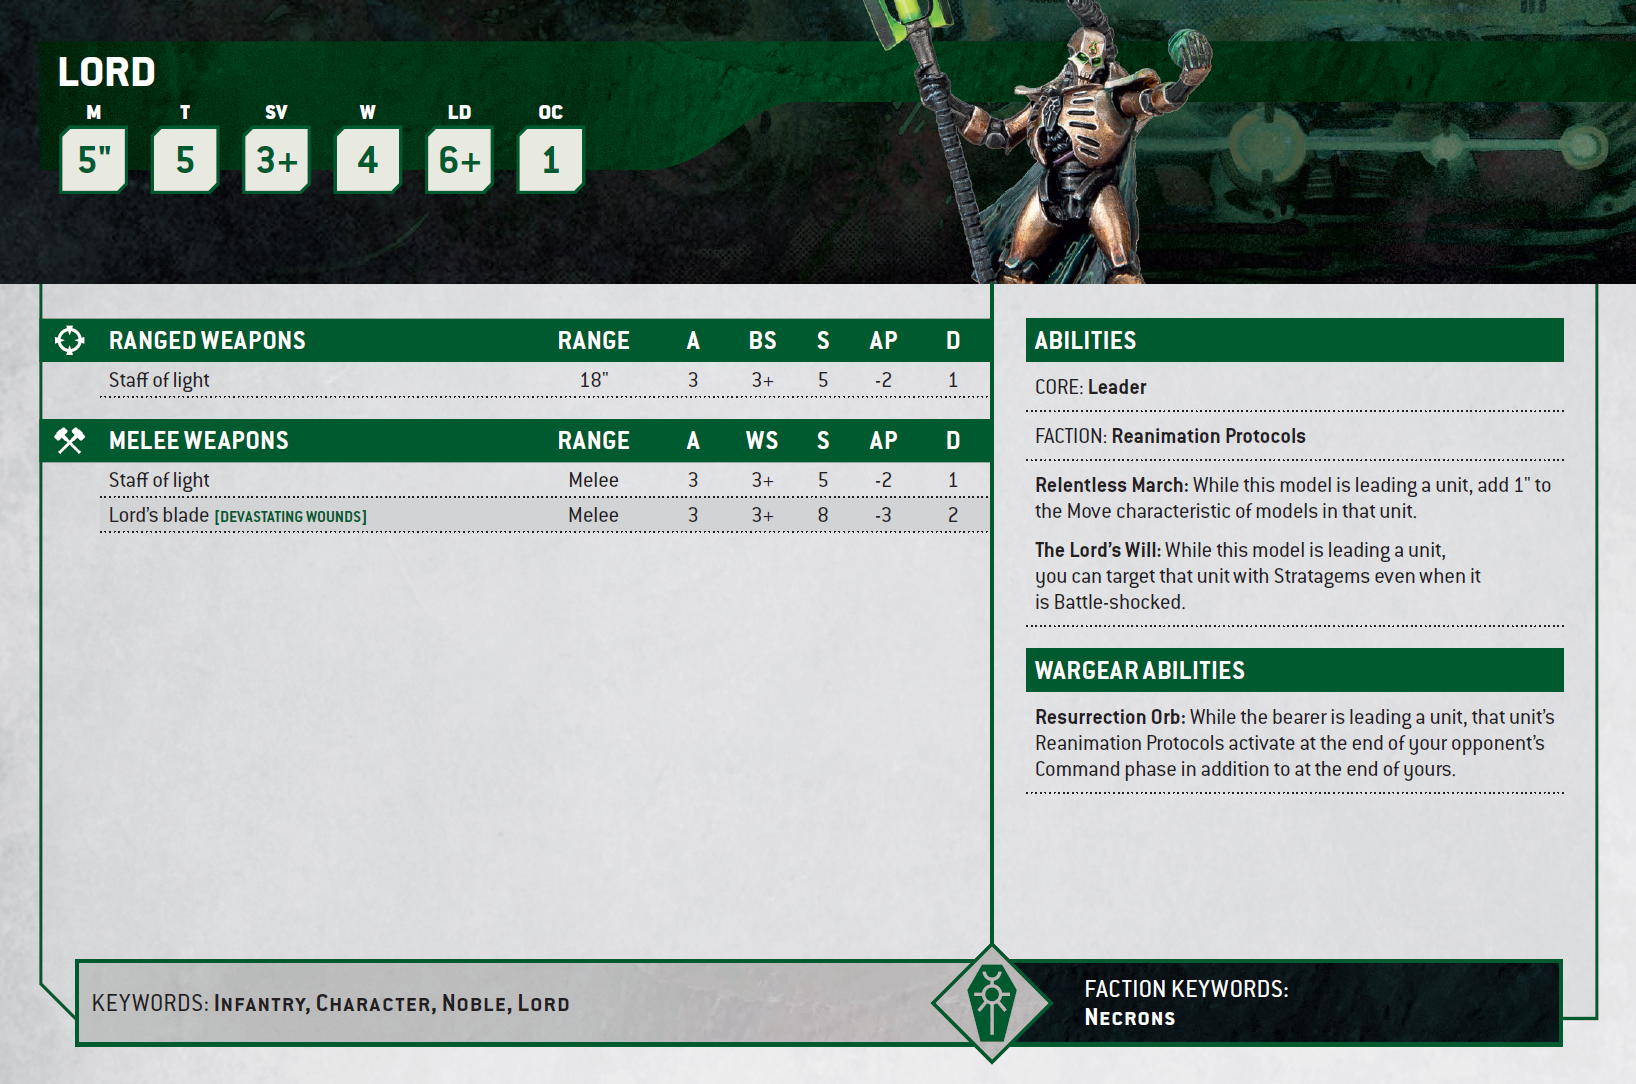 LORD
M T SV W LD OC
5" 5 3+ 4 6+ 1
RANGED WEAPONS RANGE A BS S AP D
Staff of light 18" 3 3+ 5 -2 1
MELEE WEAPONS RANGE A WS S AP D
Staff of light Melee 3 3+ 5 -2 1
Lord's blade [DEVASTATING WOUNDS] Melee 3 3+ 8 -3 2
ABILITIES
CORE: Leader
FACTION: Reanimation Protocols
Relentless March: While this model is leading a unit, add 1" to
the Move characteristic of models in that unit.
The Lord's Will: While this model is leading a unit,
you can target that unit with Stratagems even when it
is Battle-shocked.
WARGEAR ABILITIES
Resurrection Orb: While the bearer is leading a unit, that unit's
Reanimation Protocols activate at the end of your opponent's
Command phase in addition to at the end of yours.
KEYWORDS: INFANTRY, CHARACTER, NOBLE, LORD
FACTION KEYWORDS:
NECRONS